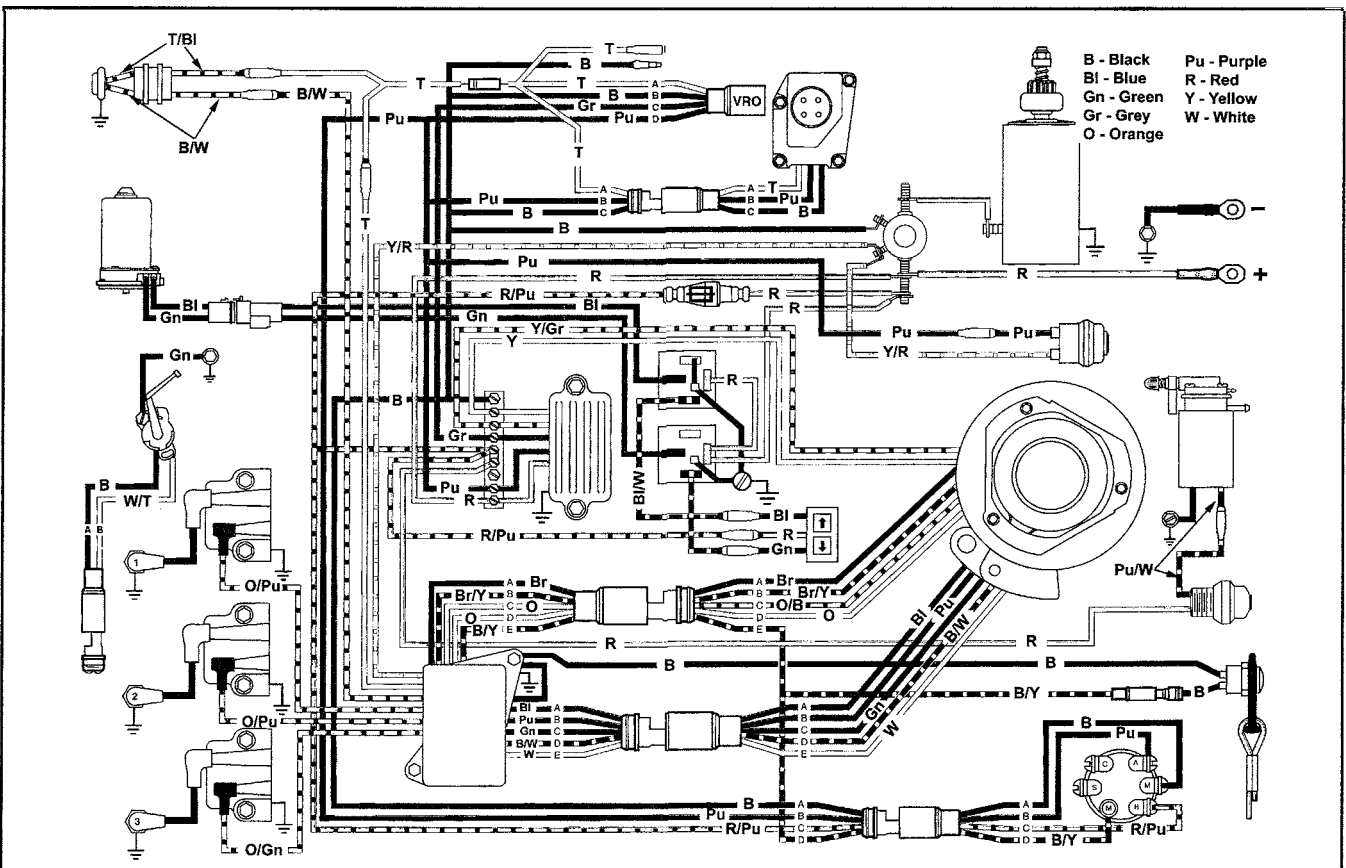 T/Bl
B/W
B/W
T
T
B
T
B
Gr
Pu
Pu
A
B
C
D
VRO
B - Black
Bl - Blue
Gn - Green
Gr - Grey
O - Orange
Pu - Purple
R - Red
Y - Yellow
W - White
T
T
Pu
B
A
B
C
A
B
C
T
Pu
B
B
Y/R
Pu
R
R
R/Pu
R
R
Bl
Gn
Bl
Gn
Y/Gr
Y
Pu
Pu
Y/R
−
+
Gn
B
Gr
Pu
R
R
Bl/W
R/Pu
Bl
R
Gn
B
W/T
A
B
1
O/Pu
2
O/Pu
3
O/Gn
Br
Br/Y
O
O
B/Y
A
B
C
D
E
A
B
C
D
E
Br
Br/Y
O/B
O
R
R
Pu/W
Bl
Pu
B/W
Gn
W
B
B
B/Y
B
Bl
Pu
Gn
B/W
W
A
B
C
D
E
A
B
C
D
E
B
Pu
R/Pu
A
B
C
D
A
B
C
D
B
Pu
R/Pu
B/Y
C
A
S
M
M
B